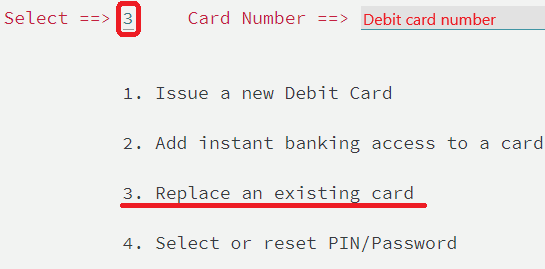 Select ==> 3 Card Number ==> Debit card number
1. Issue a new Debit Card
2. Add instant banking access to a card
3. Replace an existing card
4. Select or reset PIN/Password